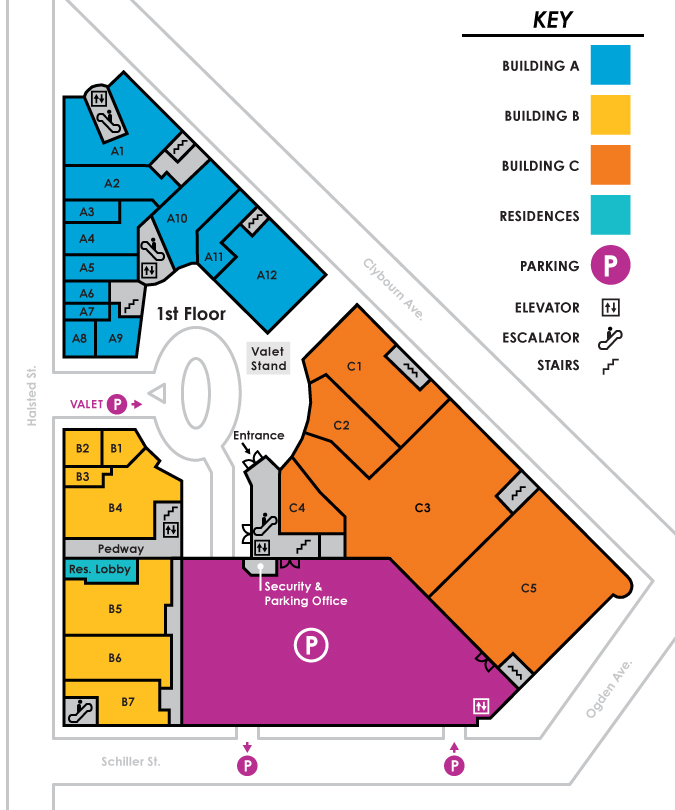 KEY
BUILDING A
BUILDING B
BUILDING C
RESIDENCES
PARKING
P
ELEVATOR
ESCALATOR
STAIRS
A1
A2
A3
A4
A5
A6
A7
A8
A9
A10
A11
A12
1st Floor
Clybourn Ave.
Valet
Stand
Halsted St.
VALET P
Entrance
C1
C2
C3
C4
C5
B2
B1
B3
B4
Pedway
Res. Lobby
B5
B6
B7
Security &
Parking Office
P
Ogden Ave.
Schiller St.
P
P